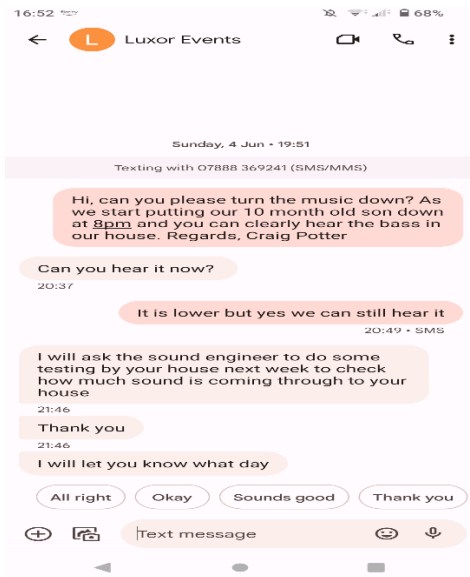 16:52
68%
L
Luxor Events
Sunday, 4 Jun • 19:51
Texting with 07888 369241 (SMS/MMS)
Hi, can you please turn the music down? As
we start putting our 10 month old son down
at 8pm and you can clearly hear the bass in
our house. Regards, Craig Potter
Can you hear it now?
20:37
It is lower but yes we can still hear it
20:49 • SMS
I will ask the sound engineer to do some
testing by your house next week to check
how much sound is coming through to your
house
21:46
Thank you
21:46
I will let you know what day
All right
Okay
Sounds good
Thank you
Text message